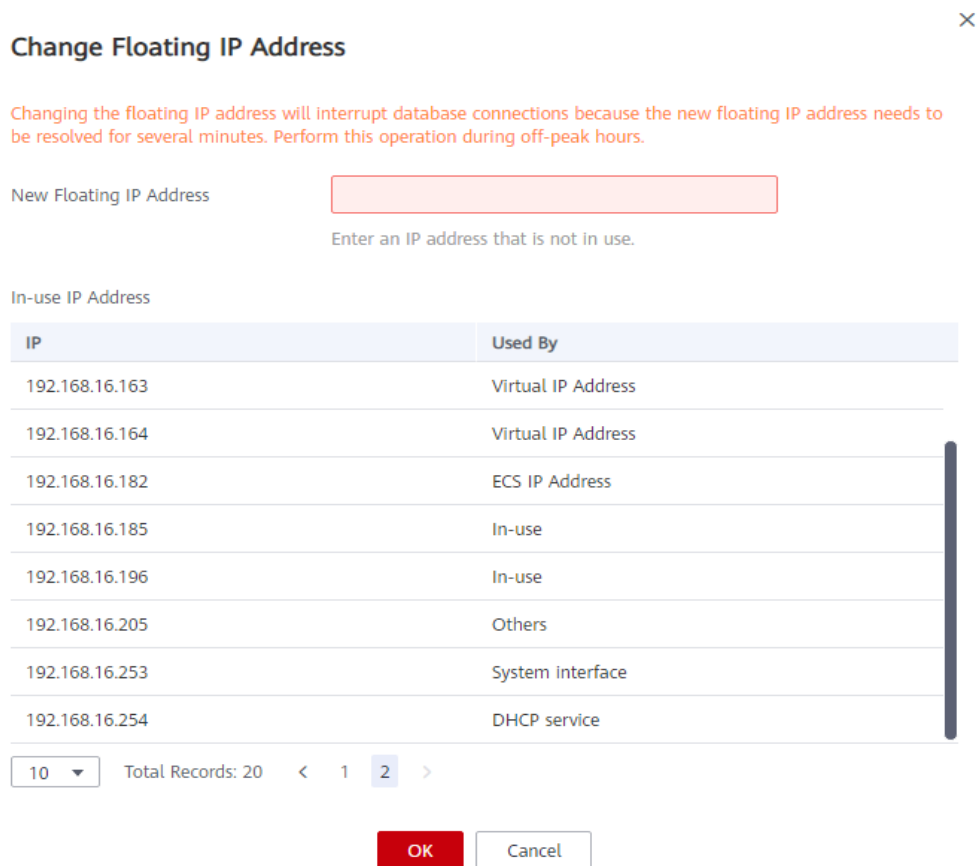 Change Floating IP Address
Changing the floating IP address will interrupt database connections because the new floating IP address needs to
be resolved for several minutes. Perform this operation during off-peak hours.
New Floating IP Address
Enter an IP address that is not in use.
In-use IP Address
IP Used By
192.168.16.163 Virtual IP Address
192.168.16.164 Virtual IP Address
192.168.16.182 ECS IP Address
192.168.16.185 In-use
192.168.16.196 In-use
192.168.16.205 Others
192.168.16.253 System interface
192.168.16.254 DHCP service
10 Total Records: 20 < 1 2 >
OK Cancel